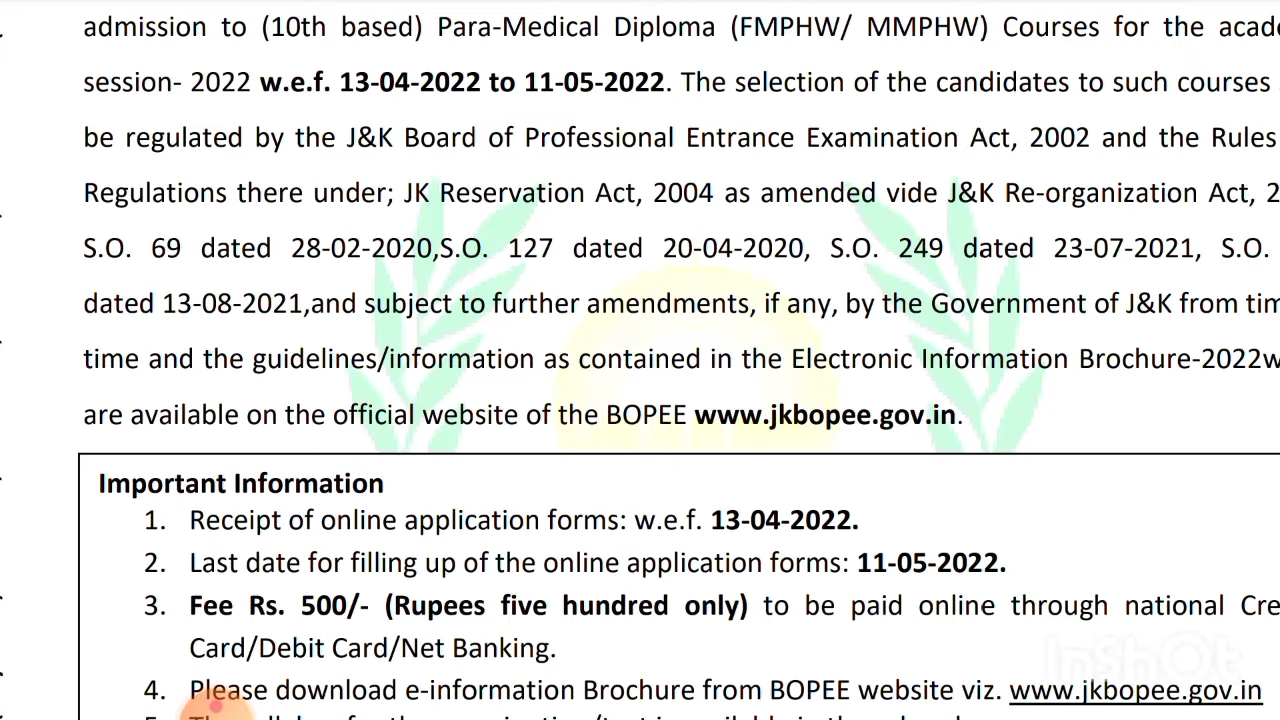 admission to (10th based) Para-Medical Diploma (FMPHW/ MMPHW) Courses for the
session- 2022 w.e.f. 13-04-2022 to 11-05-2022. The selection of the candidates to such courses
be regulated by the J&K Board of Professional Entrance Examination Act, 2002 and the Rules
Regulations there under; JK Reservation Act, 2004 as amended vide J&K Re-organization Act,
S.O. 69 dated 28-02-2020,S.O. 127 dated 20-04-2020, S.O. 249 dated 23-07-2021, S.O.
dated 13-08-2021,and subject to further amendments, if any, by the Government of J&K from
time and the guidelines/information as contained in the Electronic Information Brochure-2022
are available on the official website of the BOPEE www.jkbopee.gov.in.
Important Information
1. Receipt of online application forms: w.e.f. 13-04-2022.
2. Last date for filling up of the online application forms: 11-05-2022.
3. Fee Rs. 500/- (Rupees five hundred only) to be paid online through national
Card/Debit Card/Net Banking.
4. Please download e-information Brochure from BOPEE website viz. www.jkbopee.gov.in
InShOt